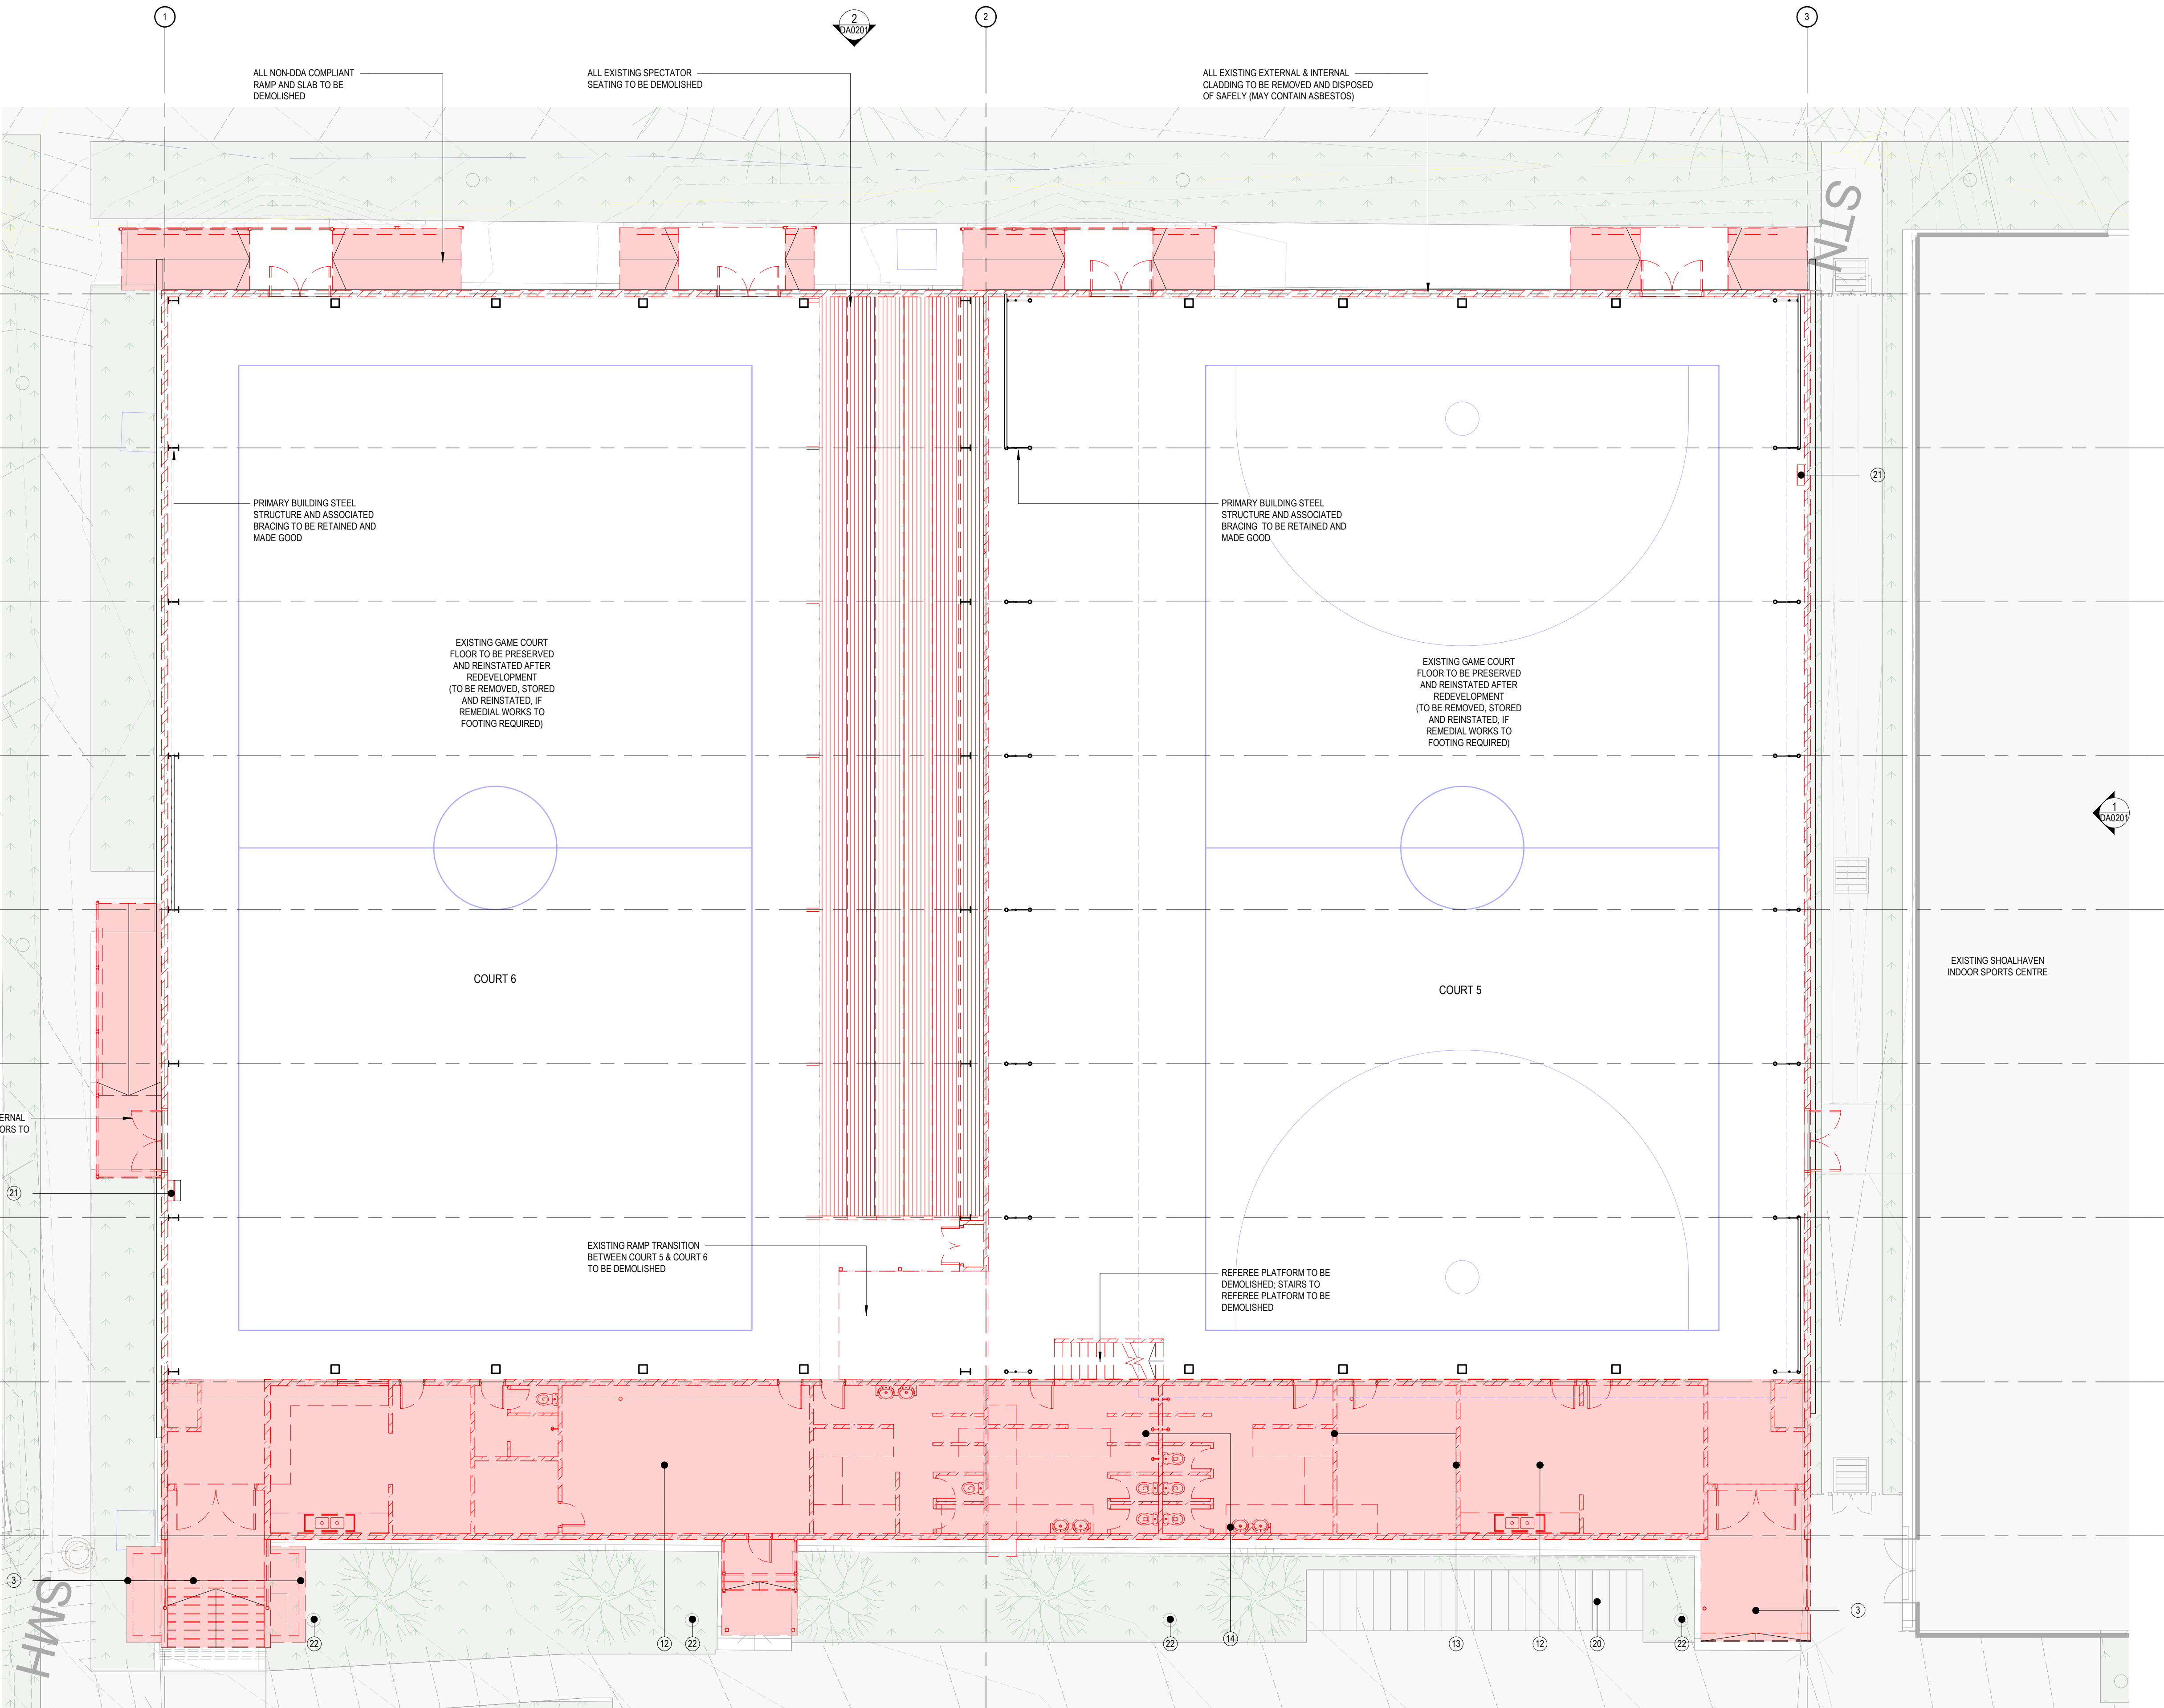 1
2
DA0201
2
3
ALL NON-DDA COMPLIANT
RAMP AND SLAB TO BE
DEMOLISHED
ALL EXISTING SPECTATOR
SEATING TO BE DEMOLISHED
ALL EXISTING EXTERNAL & INTERNAL
CLADDING TO BE REMOVED AND DISPOSED
OF SAFELY (MAY CONTAIN ASBESTOS)
STN
21
PRIMARY BUILDING STEEL
STRUCTURE AND ASSOCIATED
BRACING TO BE RETAINED AND
MADE GOOD
PRIMARY BUILDING STEEL
STRUCTURE AND ASSOCIATED
BRACING TO BE RETAINED AND
MADE GOOD
EXISTING GAME COURT
FLOOR TO BE PRESERVED
AND REINSTATED AFTER
REDEVELOPMENT
(TO BE REMOVED, STORED
AND REINSTATED, IF
REMEDIAL WORKS TO
FOOTING REQUIRED)
EXISTING GAME COURT
FLOOR TO BE PRESERVED
AND REINSTATED AFTER
REDEVELOPMENT
(TO BE REMOVED, STORED
AND REINSTATED, IF
REMEDIAL WORKS TO
FOOTING REQUIRED)
1
DA0201
COURT 6
COURT 5
EXISTING SHOALHAVEN
INDOOR SPORTS CENTRE
ERNAL
ORS TO
21
EXISTING RAMP TRANSITION
BETWEEN COURT 5 & COURT 6
TO BE DEMOLISHED
REFEREE PLATFORM TO BE
DEMOLISHED; STAIRS TO
REFEREE PLATFORM TO BE
DEMOLISHED
3
3
SMH
22
12
22
22
14
13
12
20
22